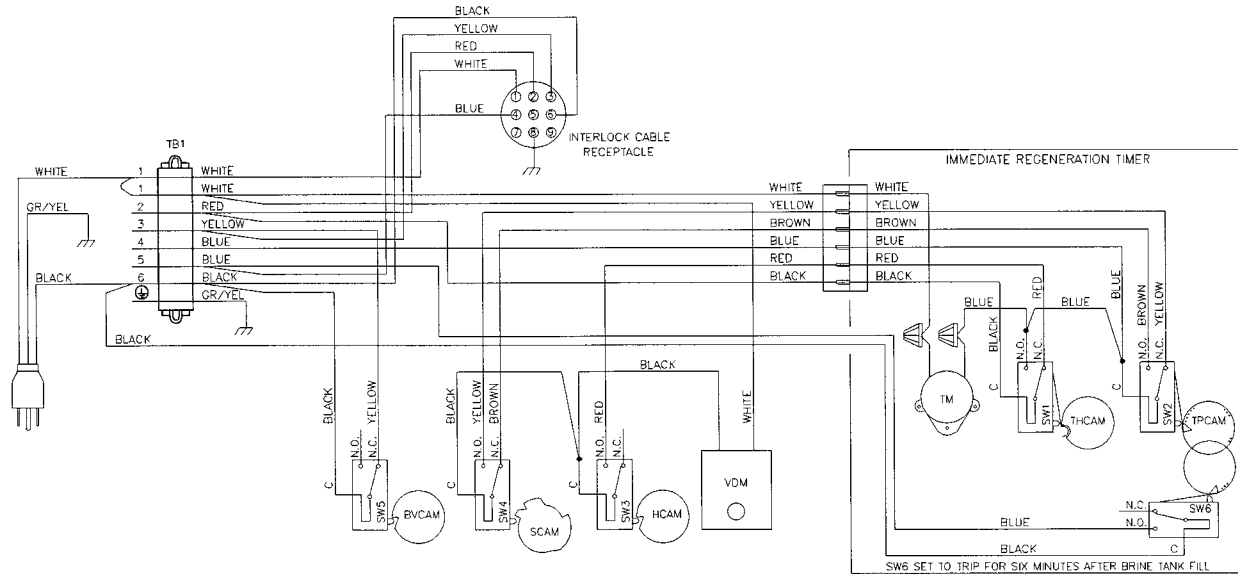 BLACK
YELLOW
RED
WHITE
BLUE
1 2 3
4 5 6
7 8 9
INTERLOCK CABLE
RECEPTACLE
TB1
IMMEDIATE REGENERATION TIMER
WHITE 1 WHITE
1 WHITE
2 RED
3 YELLOW
4 BLUE
5 BLUE
6 BLACK
GR/YEL
GR/YEL
BLACK
BLACK
WHITE WHITE
YELLOW YELLOW
BROWN BROWN
BLUE BLUE
RED RED
BLACK BLACK
BLUE
BLACK
RED
BLUE
BLUE
BROWN
YELLOW
N.O.
N.C.
N.O.
N.C.
C
C
TM
SW1
THCAM
SW2
TPCAM
BLACK
YELLOW
BLACK
YELLOW
BROWN
RED
BLACK
WHITE
N.O.
N.C.
N.O.
N.C.
N.O.
N.C.
C
C
C
SW5
BVCAM
SW4
SCAM
SW3
HCAM
VDM
N.C.
SW6
N.O.
BLUE
BLACK
C
SW6 SET TO TRIP FOR SIX MINUTES AFTER BRINE TANK FILL